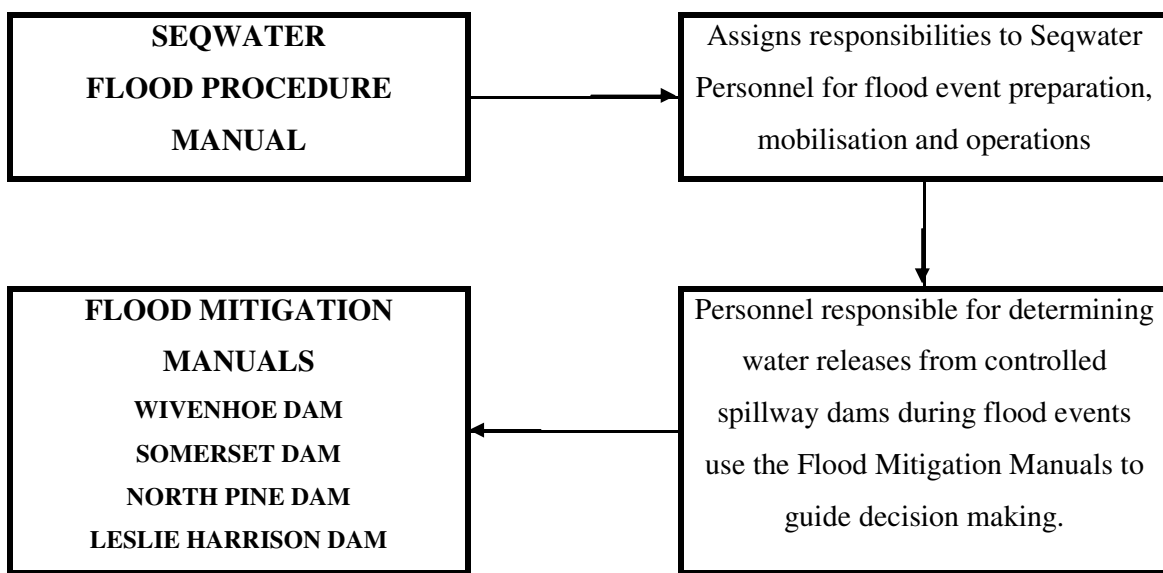 SEQWATER
FLOOD PROCEDURE
MANUAL
Assigns responsibilities to Seqwater
Personnel for flood event preparation,
mobilisation and operations
Personnel responsible for determining
water releases from controlled
spillway dams during flood events
use the Flood Mitigation Manuals to
guide decision making.
FLOOD MITIGATION
MANUALS
WIVENHOE DAM
SOMERSET DAM
NORTH PINE DAM
LESLIE HARRISON DAM